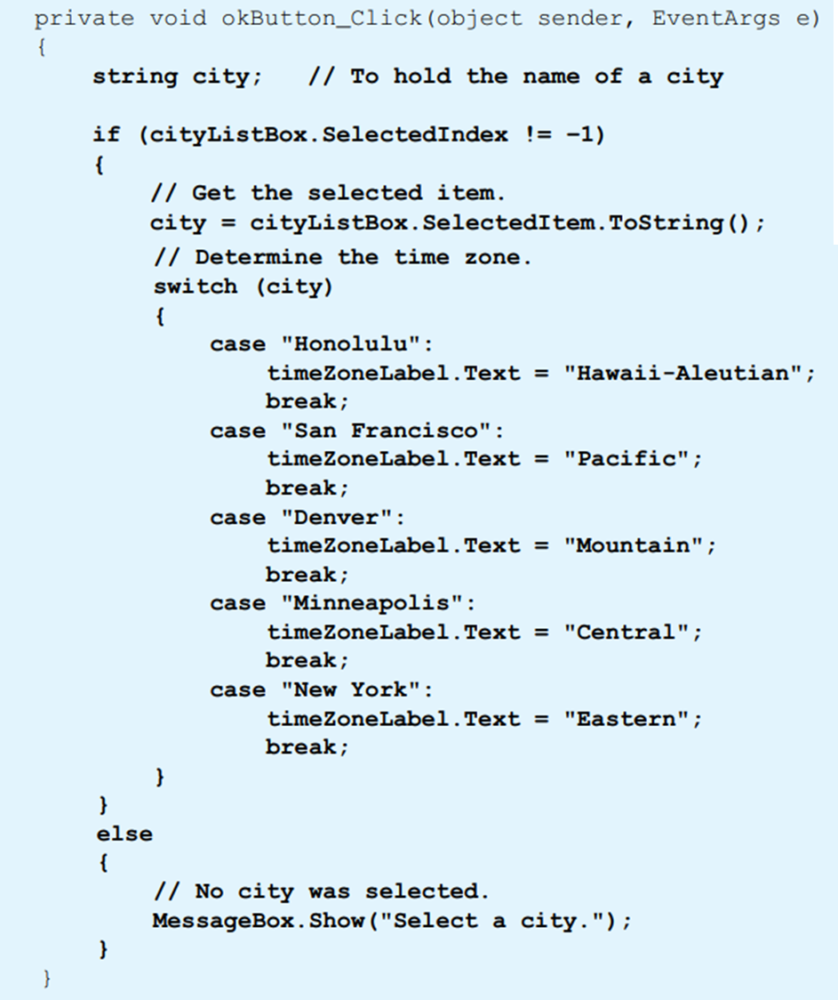 private void okButton_Click(object sender, EventArgs e)
{
    string city;   // To hold the name of a city

    if (cityListBox.SelectedIndex != -1)
    {
        // Get the selected item.
        city = cityListBox.SelectedItem.ToString();
        // Determine the time zone.
        switch (city)
        {
            case "Honolulu":
                timeZoneLabel.Text = "Hawaii-Aleutian";
                break;
            case "San Francisco":
                timeZoneLabel.Text = "Pacific";
                break;
            case "Denver":
                timeZoneLabel.Text = "Mountain";
                break;
            case "Minneapolis":
                timeZoneLabel.Text = "Central";
                break;
            case "New York":
                timeZoneLabel.Text = "Eastern";
                break;
        }
    }
    else
    {
        // No city was selected.
        MessageBox.Show("Select a city.");
    }
}